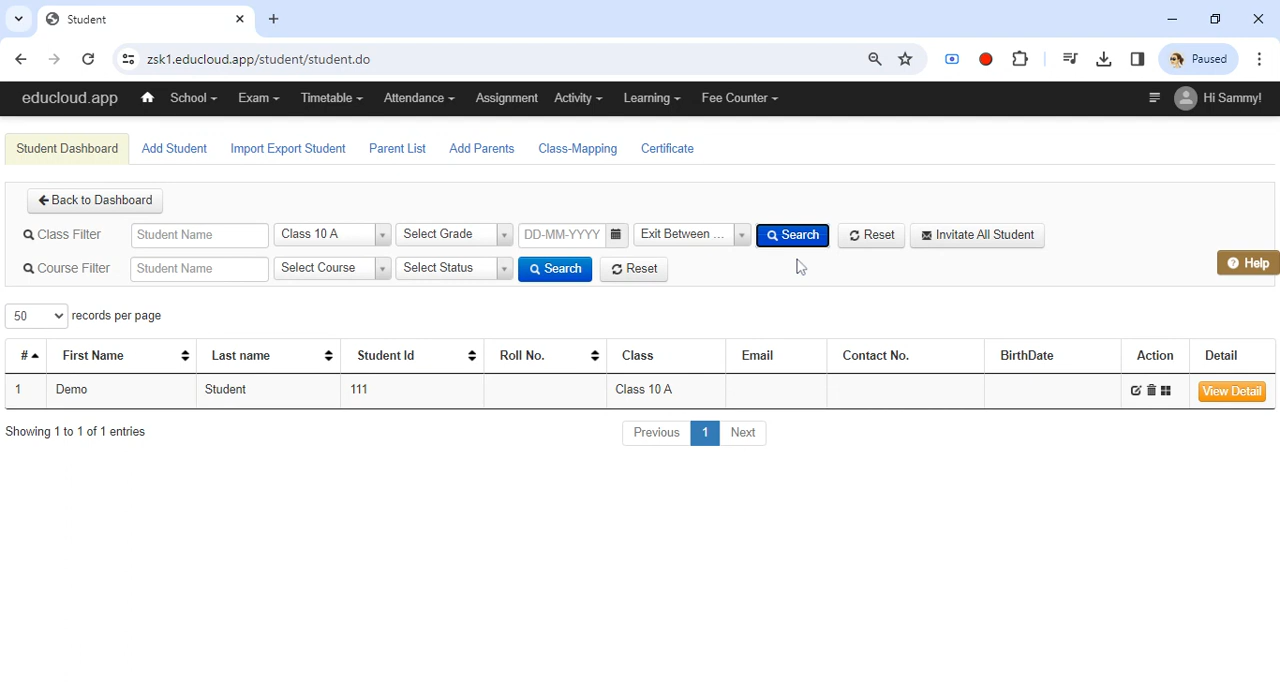 Student
zsk1.educloud.app/student/student.do
Paused
educloud.app School Exam Timetable Attendance Assignment Activity Learning Fee Counter Hi Sammy!
Student Dashboard Add Student Import Export Student Parent List Add Parents Class-Mapping Certificate
Back to Dashboard
Class Filter Student Name Class 10 A Select Grade DD-MM-YYYY Exit Between ... Search Reset Invitate All Student
Help
Course Filter Student Name Select Course Select Status Search Reset
50 records per page
# First Name Last name Student Id Roll No. Class Email Contact No. BirthDate Action Detail
1 Demo Student 111 Class 10 A View Detail
Showing 1 to 1 of 1 entries Previous 1 Next